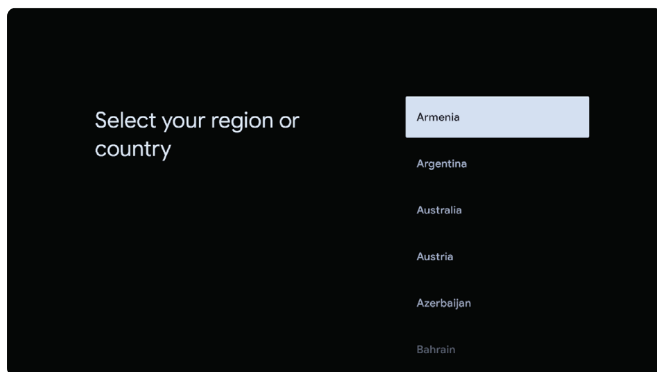 Select your region or
country
Armenia
Argentina
Australia
Austria
Azerbaijan
Bahrain